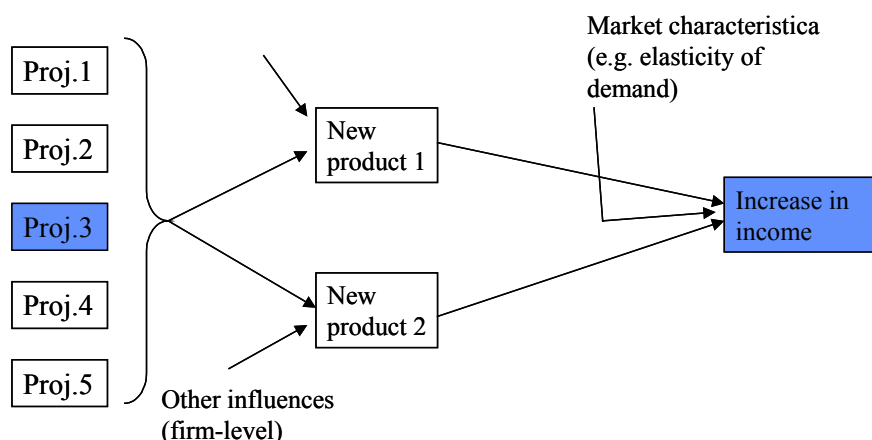 Proj.1
Proj.2
Proj.3
Proj.4
Proj.5
New
product 1
New
product 2
Other influences
(firm-level)
Market characteristica
(e.g. elasticity of
demand)
Increase in
income